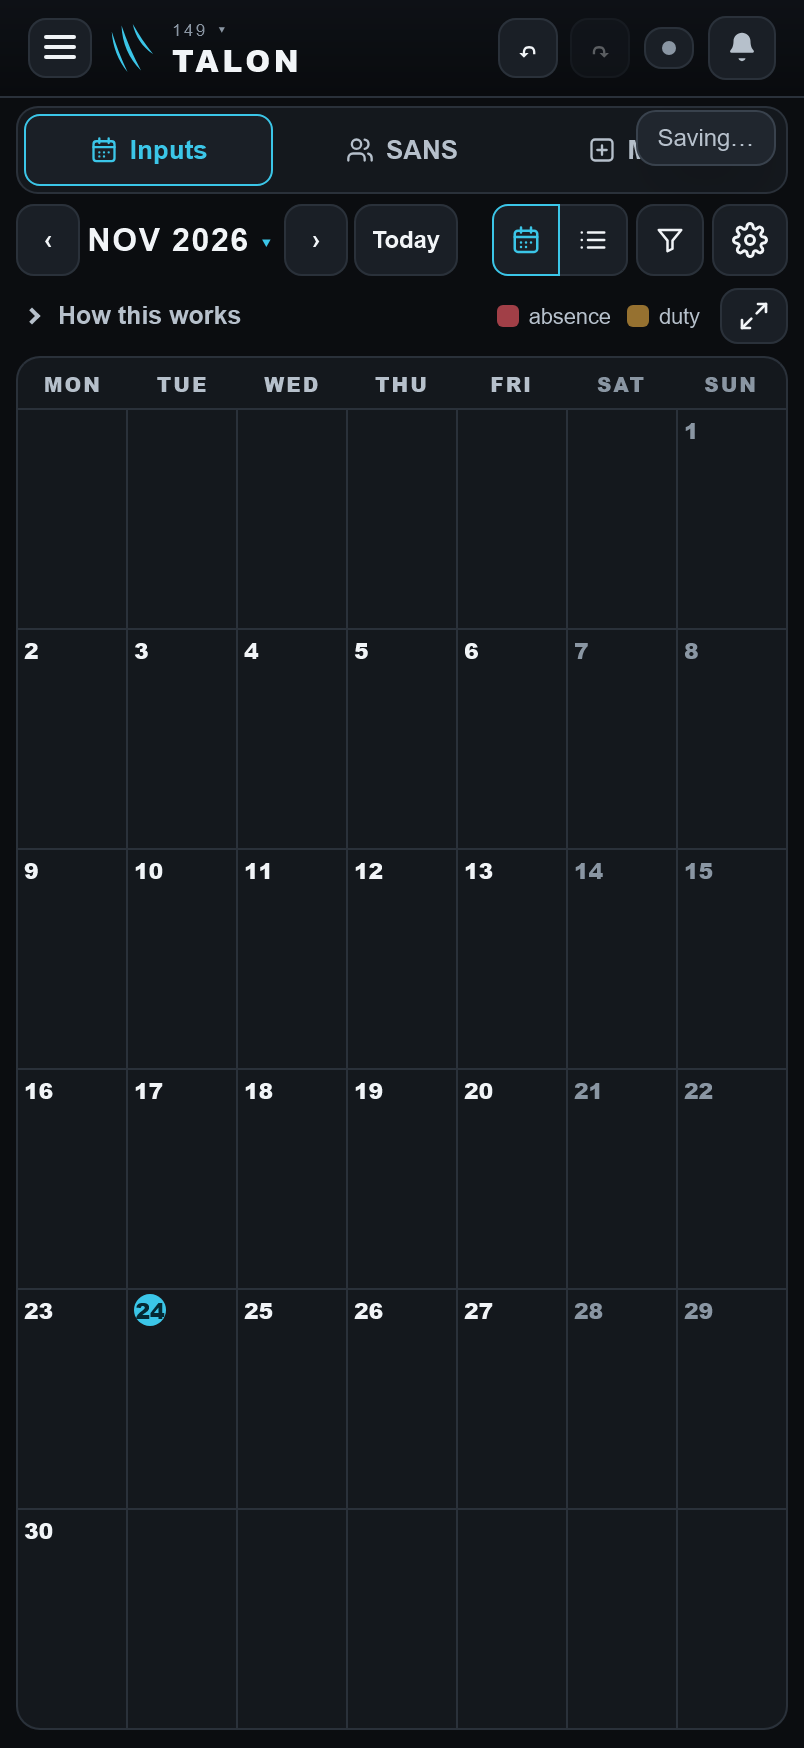 149 ▾
TALON
Inputs
SANS
Saving...
‹ NOV 2026 ▾ › Today
How this works
absence
duty
MON TUE WED THU FRI SAT SUN
1
2 3 4 5 6 7 8
9 10 11 12 13 14 15
16 17 18 19 20 21 22
23 24 25 26 27 28 29
30